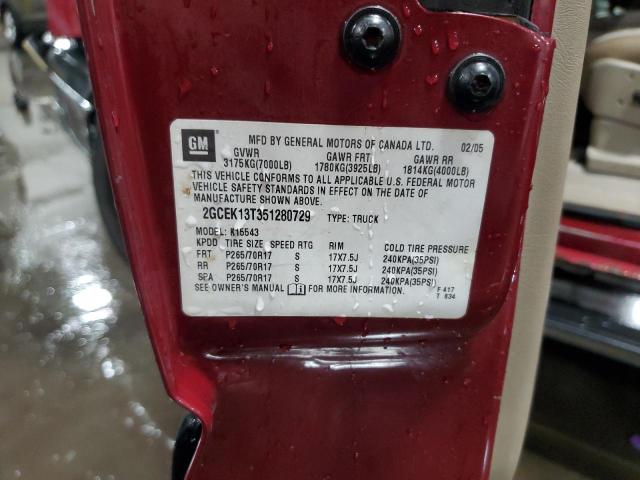 GM
MFD BY GENERAL MOTORS OF CANADA LTD. 02/05
GVWR GAWR FRT GAWR RR
3175KG(7000LB) 1780KG(3925LB) 1814KG(4000LB)
THIS VEHICLE CONFORMS TO ALL APPLICABLE U.S. FEDERAL MOTOR
VEHICLE SAFETY STANDARDS IN EFFECT ON THE DATE OF
MANUFACTURE SHOWN ABOVE.
2GCEK13T351280729 TYPE: TRUCK
MODEL: K15543
KPDD TIRE SIZE SPEED RTG RIM COLD TIRE PRESSURE
FRT P265/70R17 S 17X7.5J 240KPA(35PSI)
RR P265/70R17 S 17X7.5J 240KPA(35PSI)
SPA P265/70R17 S 17X7.5J 240KPA(35PSI)
SEE OWNER'S MANUAL FOR MORE INFORMATION. F 417
T 834